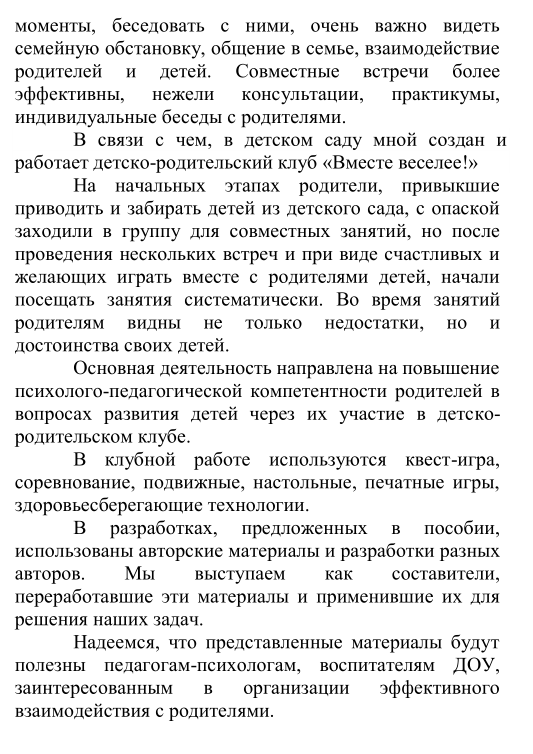 моменты, беседовать с ними, очень важно видеть
семейную обстановку, общение в семье, взаимодействие
родителей и детей. Совместные встречи более
эффективны, нежели консультации, практикумы,
индивидуальные беседы с родителями.
В связи с чем, в детском саду мной создан и
работает детско-родительский клуб «Вместе веселее!»
На начальных этапах родители, привыкшие
приводить и забирать детей из детского сада, с опаской
заходили в группу для совместных занятий, но после
проведения нескольких встреч и при виде счастливых и
желающих играть вместе с родителями детей, начали
посещать занятия систематически. Во время занятий
родителям видны не только недостатки, но и
достоинства своих детей.
Основная деятельность направлена на повышение
психолого-педагогической компетентности родителей в
вопросах развития детей через их участие в детско-
родительском клубе.
В клубной работе используются квест-игра,
соревнование, подвижные, настольные, печатные игры,
здоровьесберегающие технологии.
В разработках, предложенных в пособии,
использованы авторские материалы и разработки разных
авторов. Мы выступаем как составители,
переработавшие эти материалы и применившие их для
решения наших задач.
Надеемся, что представленные материалы будут
полезны педагогам-психологам, воспитателям ДОУ,
заинтересованным в организации эффективного
взаимодействия с родителями.